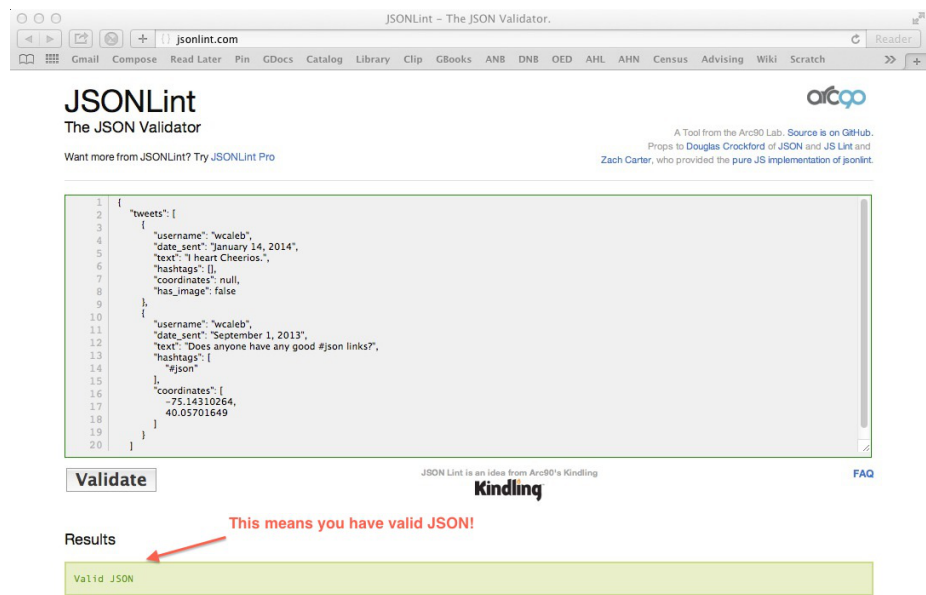 JSONLint – The JSON Validator.
jsonlint.com
Reader
Gmail Compose Read Later Pin GDocs Catalog Library Clip GBooks ANB DNB OED AHL AHN Census Advising Wiki Scratch
JSONLint
arc90
The JSON Validator
A Tool from the Arc90 Lab. Source is on GitHub.
Props to Douglas Crockford of JSON and JS Lint and
Want more from JSONLint? Try JSONLint Pro
Zach Carter, who provided the pure JS implementation of jsonlint.
1 {
2 "tweets": [
3 {
4 "username": "wcaleb",
5 "date_sent": "January 14, 2014",
6 "text": "I heart Cheerios.",
7 "hashtags": [],
8 "coordinates": null,
9 "has_image": false
10 },
11 {
12 "username": "wcaleb",
13 "date_sent": "September 1, 2013",
14 "text": "Does anyone have any good #json links?",
15 "hashtags": [
16 "#json"
17 ],
18 "coordinates": [
19 -75.14310264,
20 40.05701649
]
}
]
Validate
JSON Lint is an idea from Arc90's Kindling
Kindling
FAQ
This means you have valid JSON!
Results
Valid JSON